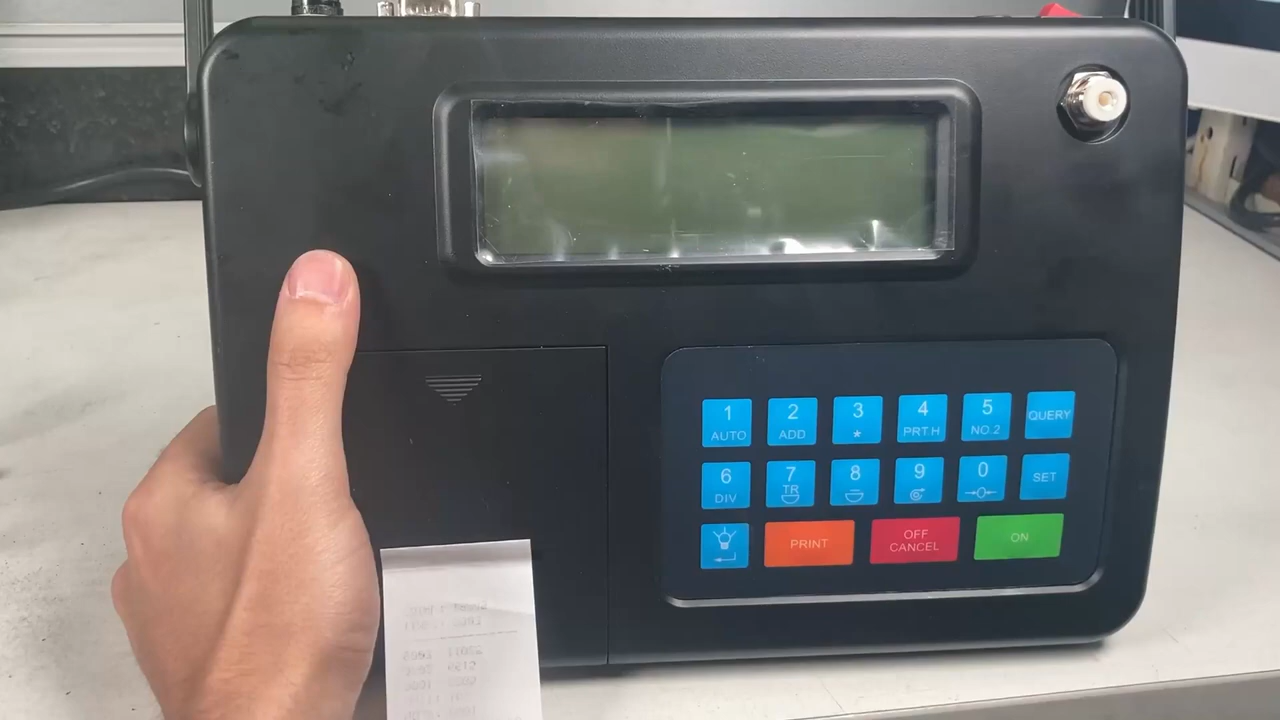 1 2 3 4 5 QUERY
AUTO ADD * PRT.H NO.2
6 7 8 9 0 SET
DIV TR
PRINT OFF CANCEL ON